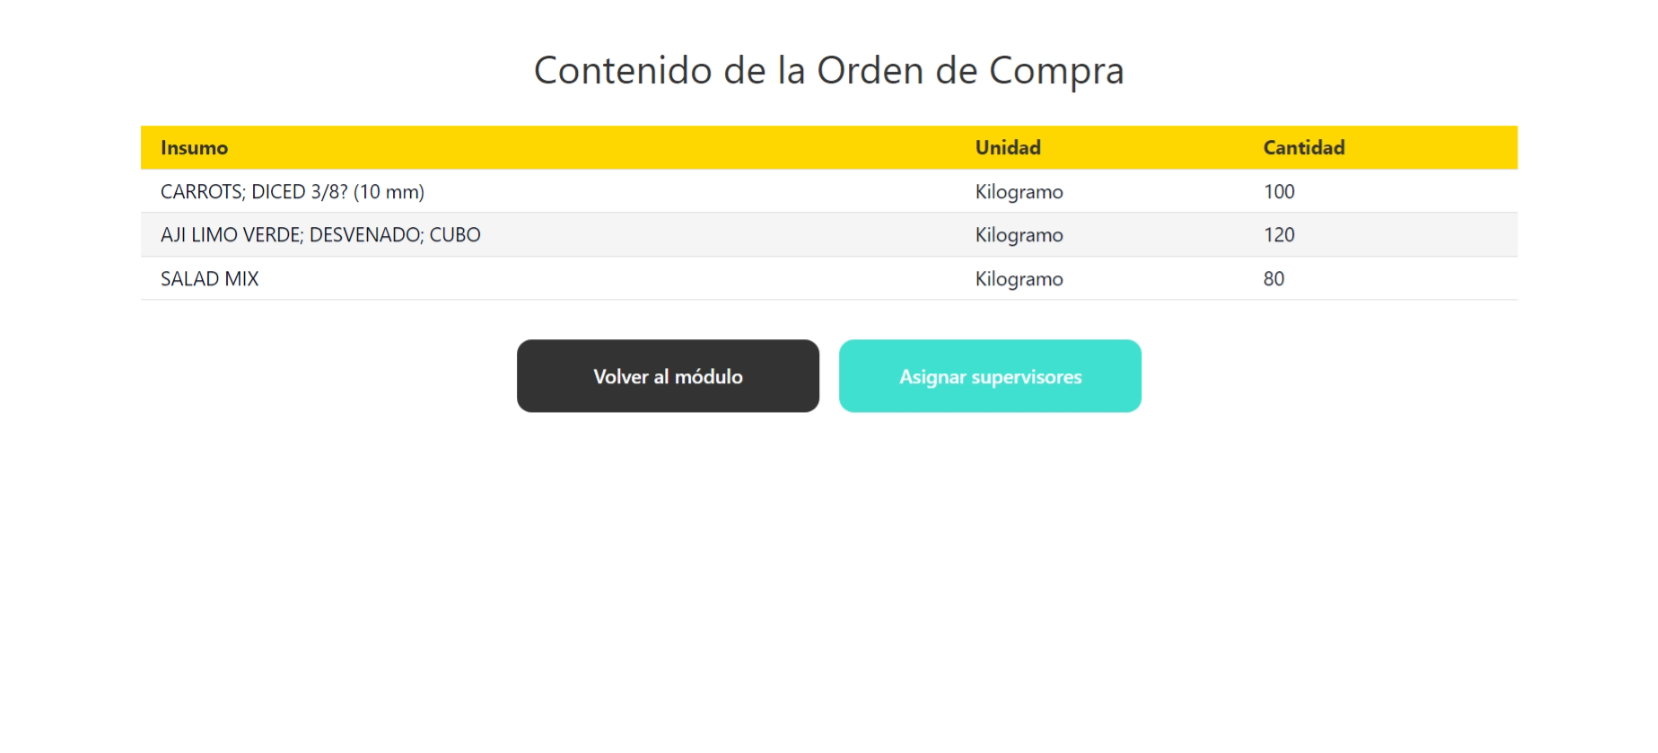 Contenido de la Orden de Compra
Insumo Unidad Cantidad
CARROTS; DICED 3/8? (10 mm) Kilogramo 100
AJI LIMO VERDE; DESVENADO; CUBO Kilogramo 120
SALAD MIX Kilogramo 80
Volver al módulo Asignar supervisores